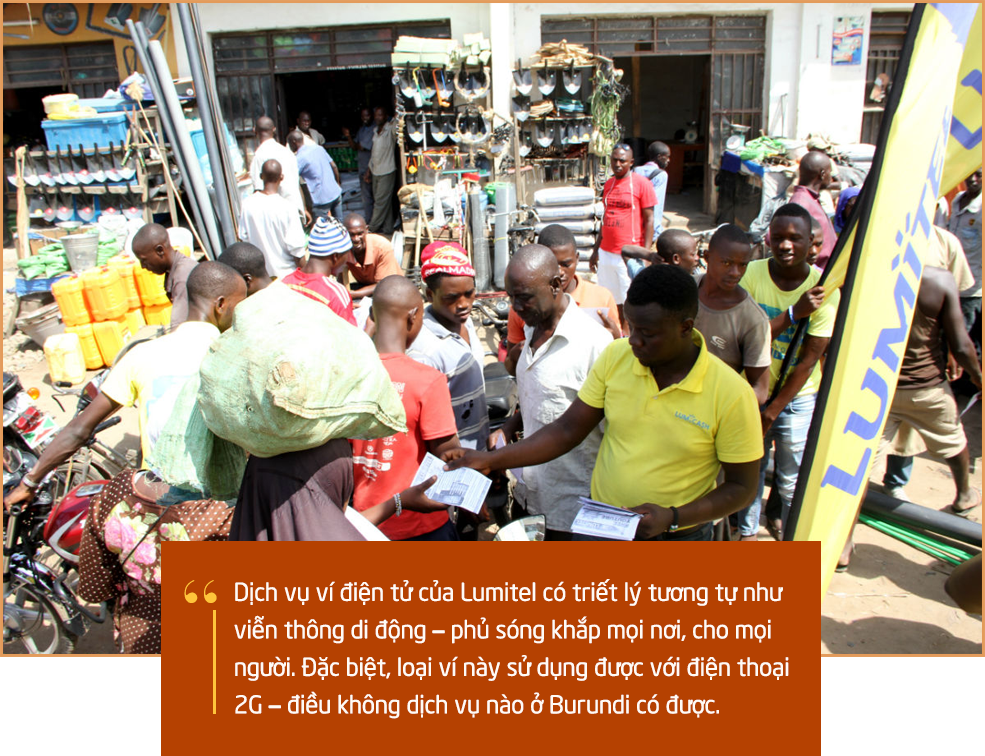 LUMITEL
REALMADR
LUMICASH
“ Dịch vụ ví điện tử của Lumitel có triết lý tương tự như
viễn thông di động – phủ sóng khắp mọi nơi, cho mọi
người. Đặc biệt, loại ví này sử dụng được với điện thoại
2G – điều không dịch vụ nào ở Burundi có được.